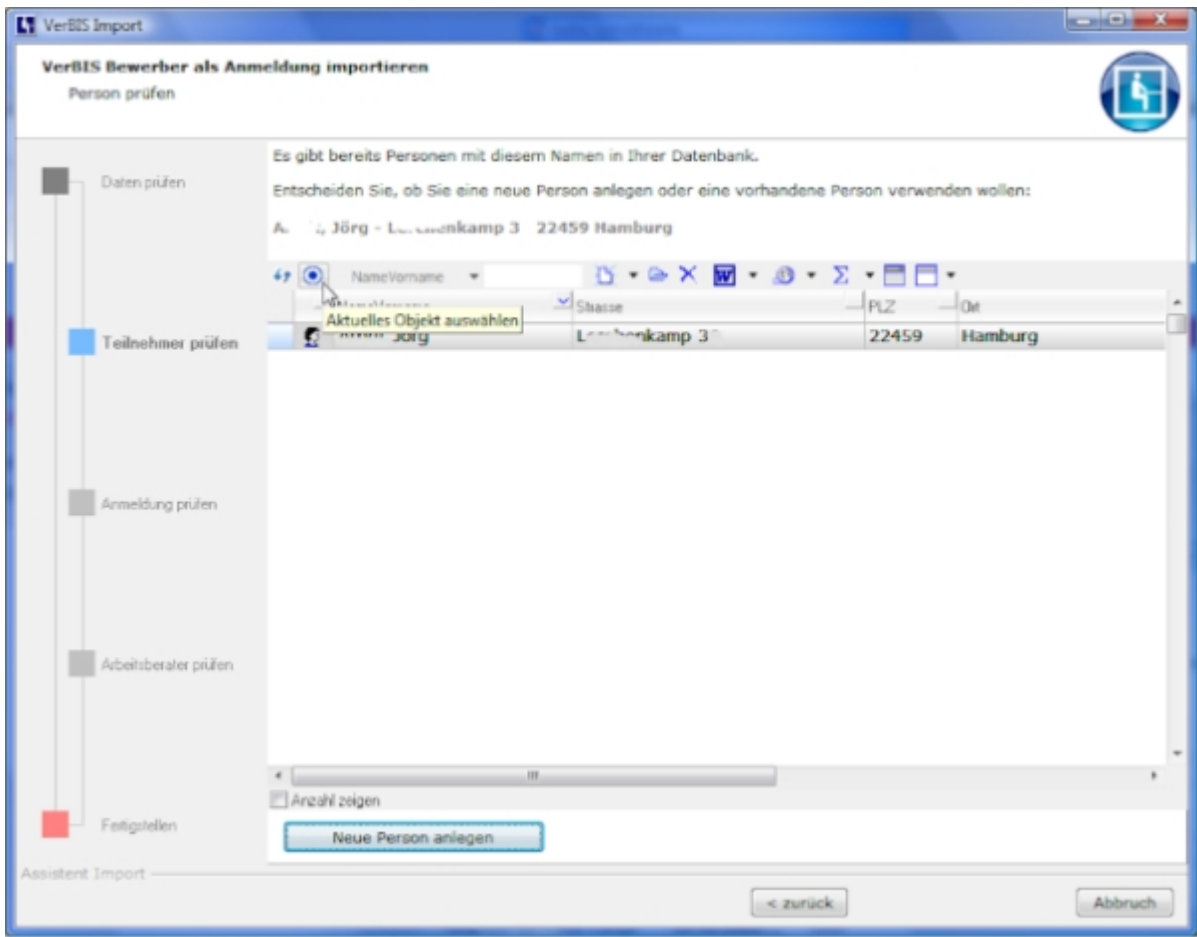 VerBIS Import
VerBIS Bewerber als Anmeldung importieren
Person prüfen
Es gibt bereits Personen mit diesem Namen in Ihrer Datenbank.
Entscheiden Sie, ob Sie eine neue Person anlegen oder eine vorhandene Person verwenden wollen:
A. , Jörg - 3 22459 Hamburg
Daten prüfen
Teilnehmer prüfen
Anmeldung prüfen
Arbeitsberater prüfen
Fertigstellen
NameVorname
Strasse PLZ Ort
Aktuelles Objekt auswählen
Jörg 3 22459 Hamburg
Anzahl zeigen
Neue Person anlegen
Assistent Import
< zurück Abbruch